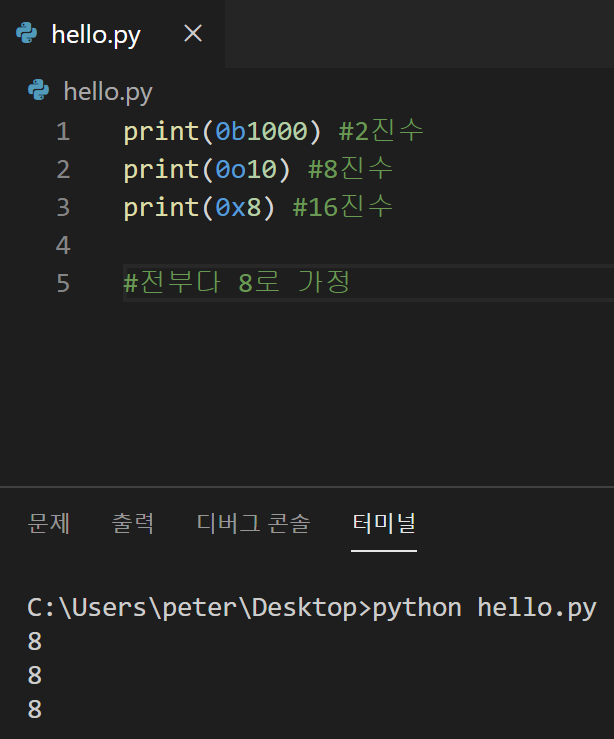 hello.py
hello.py
1 print(0b1000) #2진수
2 print(0o10) #8진수
3 print(0x8) #16진수
4
5 #전부다 8로 가정
문제 출력 디버그 콘솔 터미널
C:\Users\peter\Desktop>python hello.py
8
8
8